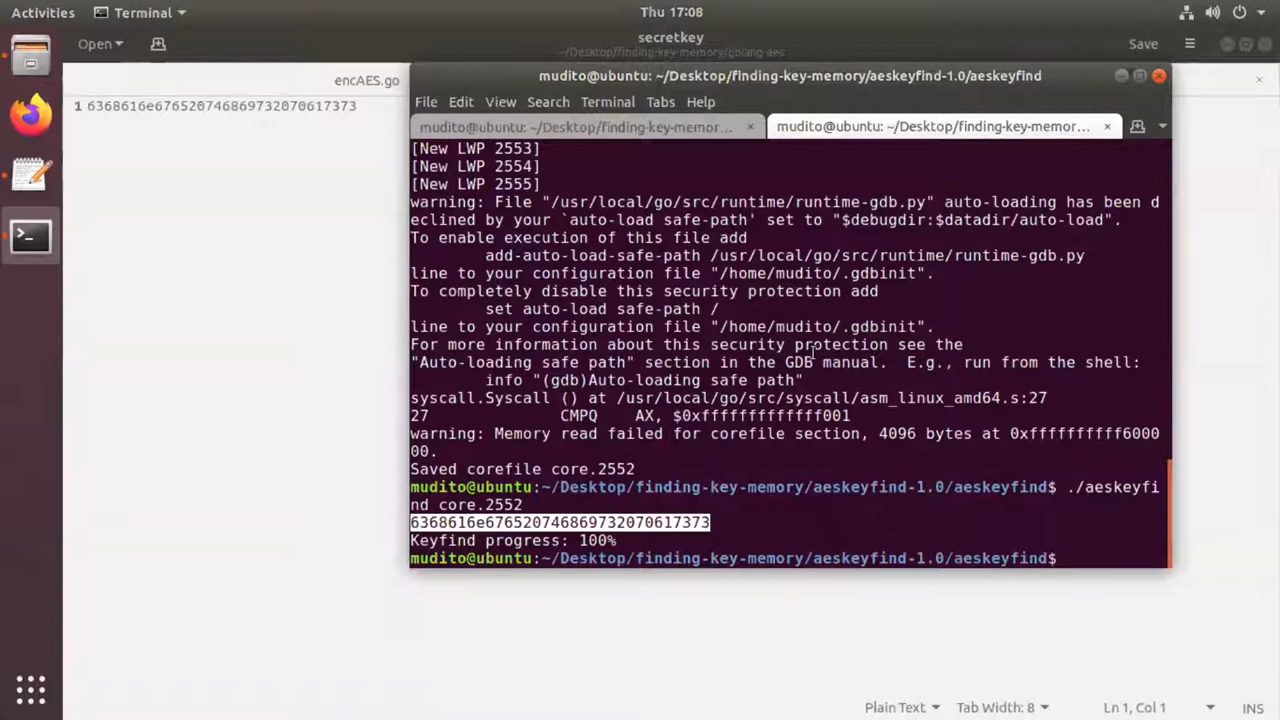 Activities
Terminal
Thu 17:08
Open
secretkey
~/Desktop/finding-key-memory/golang-aes
Save
encAES.go
1 6368616e676520746869732070617373
mudito@ubuntu: ~/Desktop/finding-key-memory/aeskeyfind-1.0/aeskeyfind
File Edit View Search Terminal Tabs Help
mudito@ubuntu: ~/Desktop/finding-key-memor...
mudito@ubuntu: ~/Desktop/finding-key-memor...
[New LWP 2553]
[New LWP 2554]
[New LWP 2555]
warning: File "/usr/local/go/src/runtime/runtime-gdb.py" auto-loading has been d
eclined by your `auto-load safe-path' set to "$debugdir:$datadir/auto-load".
To enable execution of this file add
add-auto-load-safe-path /usr/local/go/src/runtime/runtime-gdb.py
line to your configuration file "/home/mudito/.gdbinit".
To completely disable this security protection add
set auto-load safe-path /
line to your configuration file "/home/mudito/.gdbinit".
For more information about this security protection see the
"Auto-loading safe path" section in the GDB manual.  E.g., run from the shell:
info "(gdb)Auto-loading safe path"
syscall.Syscall () at /usr/local/go/src/syscall/asm_linux_amd64.s:27
27 CMPQ AX, $0xfffffffffffff001
warning: Memory read failed for corefile section, 4096 bytes at 0xffffffffff6000
00.
Saved corefile core.2552
mudito@ubuntu:~/Desktop/finding-key-memory/aeskeyfind-1.0/aeskeyfind$ ./aeskeyfi
nd core.2552
6368616e676520746869732070617373
Keyfind progress: 100%
mudito@ubuntu:~/Desktop/finding-key-memory/aeskeyfind-1.0/aeskeyfind$
Plain Text
Tab Width: 8
Ln 1, Col 1
INS